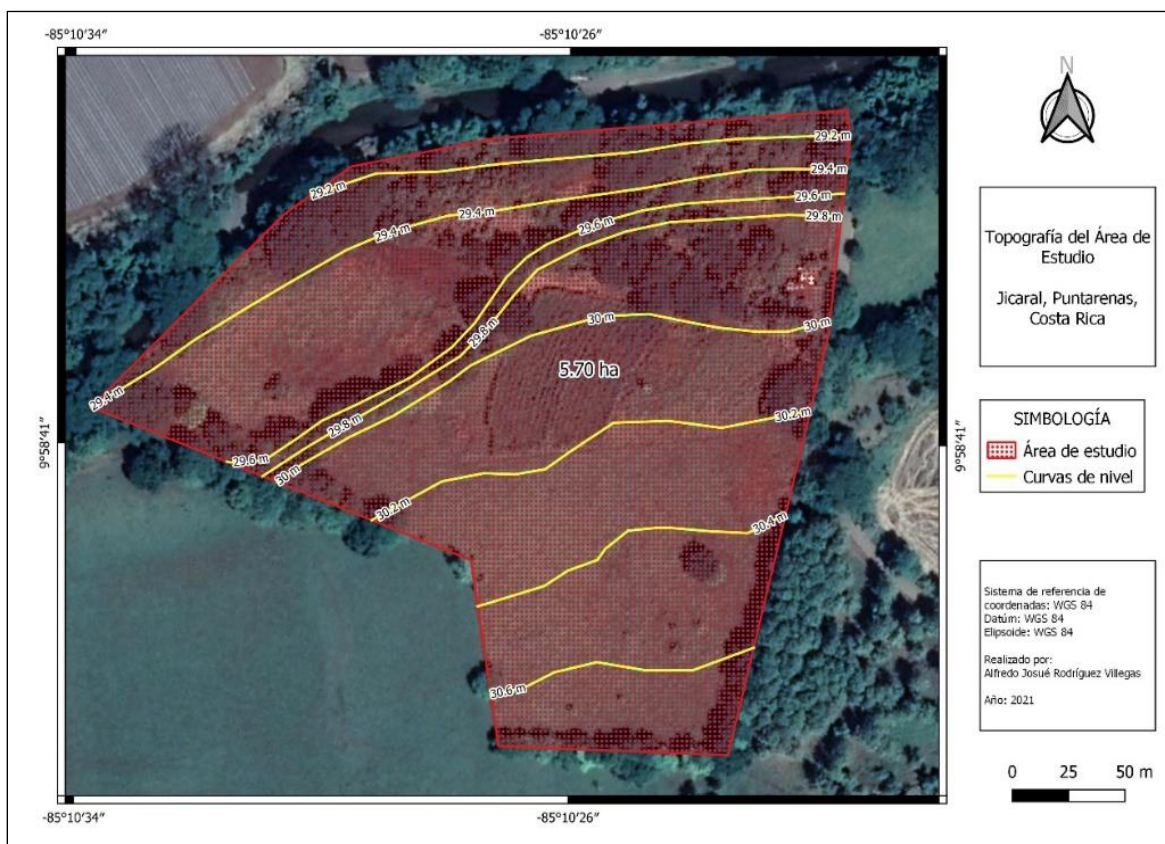 -85°10′34″
-85°10′26″
N
29.2 m
29.4 m
29.6 m
29.8 m
29.2 m
29.4 m
29.4 m
29.6 m
29.8 m
30 m
30 m
5.70 ha
29.4 m
30.2 m
29.8 m
29.6 m
30 m
30.2 m
30.4 m
30.6 m
9°58′41″
9°58′41″
Topografía del Área de
Estudio
Jicaral, Puntarenas,
Costa Rica
SIMBOLOGÍA
Área de estudio
Curvas de nivel
Sistema de referencia de
coordenadas: WGS 84
Datúm: WGS 84
Elipsoide: WGS 84
Realizado por:
Alfredo Josué Rodríguez Villegas
Año: 2021
0 25 50 m
-85°10′34″
-85°10′26″